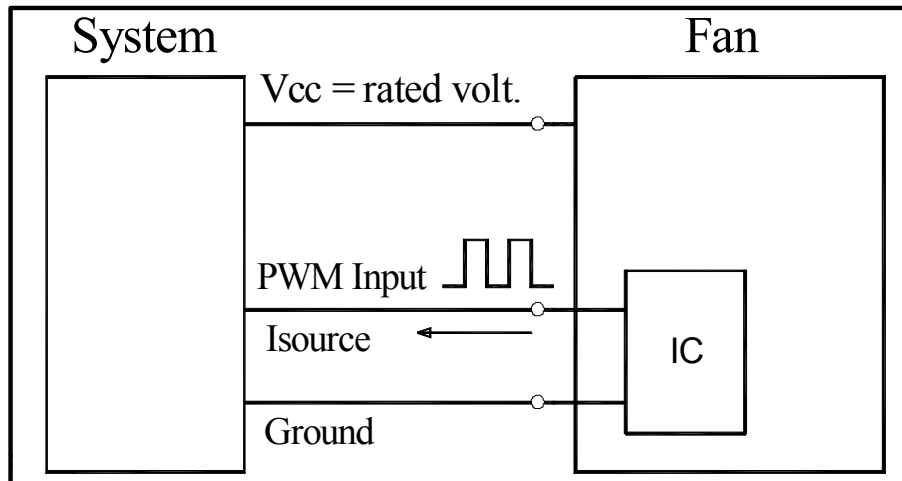 System
Fan
Vcc = rated volt.
PWM Input
Isource
IC
Ground